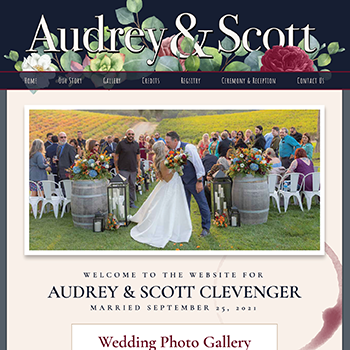 Audrey & Scott
Home Our Story Gallery Credits Registry Ceremony & Reception Contact Us
WELCOME TO THE WEBSITE FOR
AUDREY & SCOTT CLEVENGER
MARRIED SEPTEMBER 25, 2021
Wedding Photo Gallery